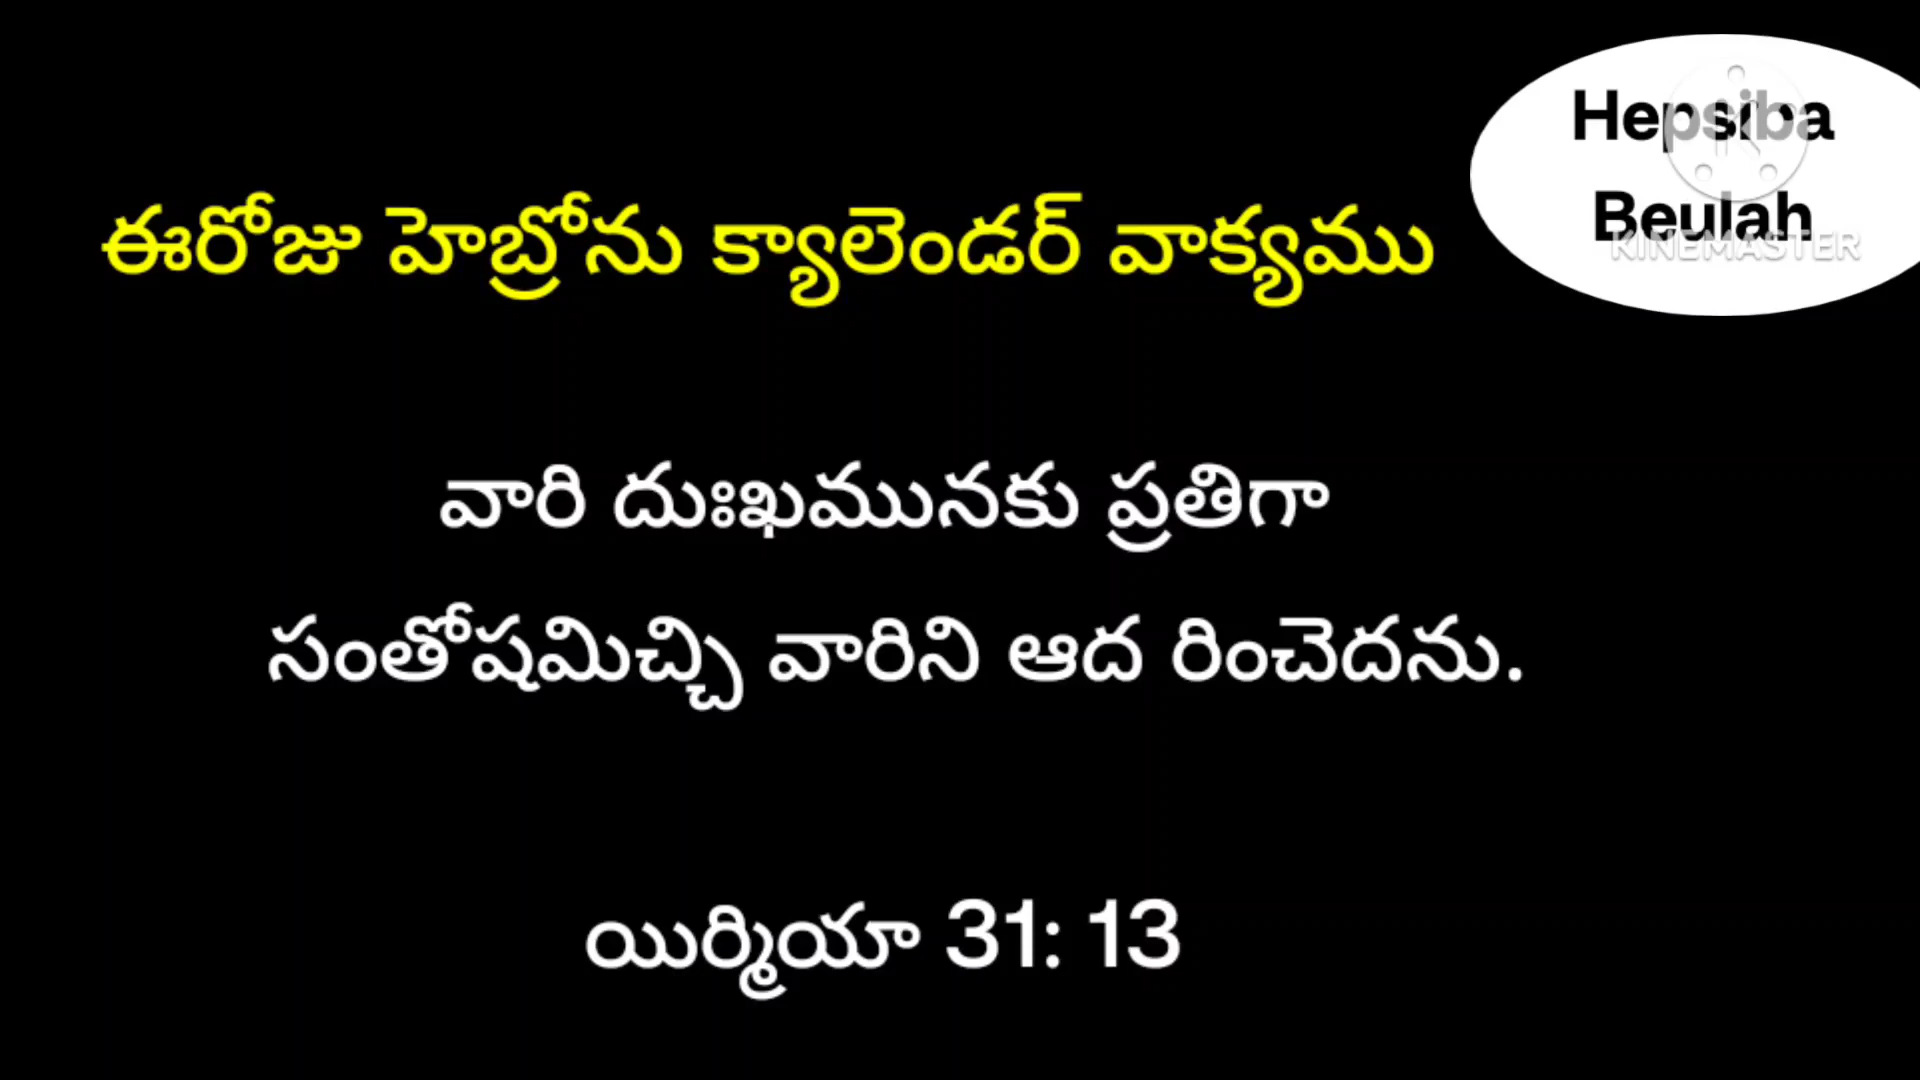 Hepsiba
Beulah
KINEMASTER
ఈరోజు హెబ్రోను క్యాలెండర్ వాక్యము
వారి దుఃఖమునకు ప్రతిగా
సంతోషమిచ్చి వారిని ఆద రించెదను.
యిర్మియా 31: 13